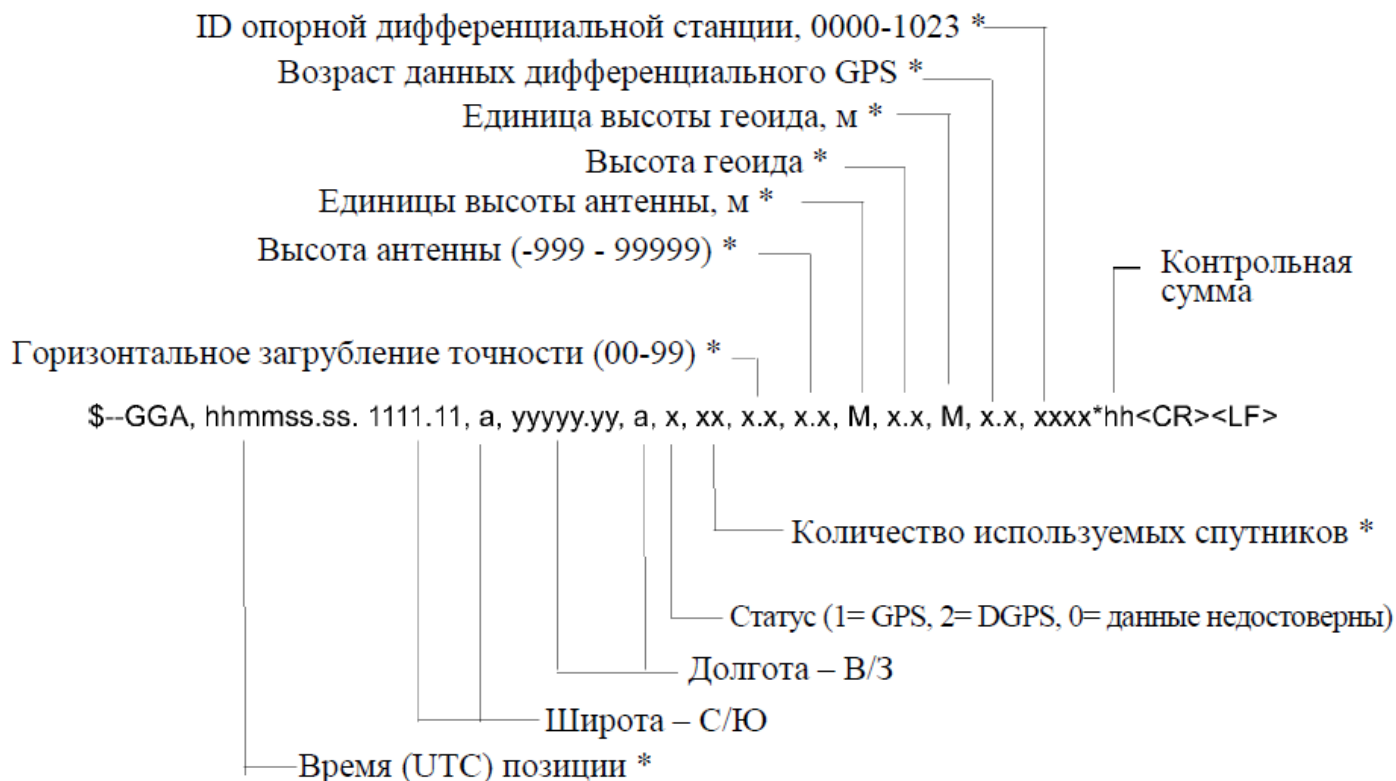 ID опорной дифференциальной станции, 0000-1023 *
Возраст данных дифференциального GPS *
Единица высоты геоида, м *
Высота геоида *
Единицы высоты антенны, м *
Высота антенны (-999 - 99999) *
Контрольная
сумма
Горизонтальное загрубление точности (00-99) *
$--GGA, hhmmss.ss. 1111.11, a, yyyyy.yy, a, x, xx, x.x, x.x, M, x.x, M, x.x, xxxx*hh<CR><LF>
Количество используемых спутников *
Статус (1= GPS, 2= DGPS, 0= данные недостоверны)
Долгота – В/З
Широта – С/Ю
Время (UTC) позиции *